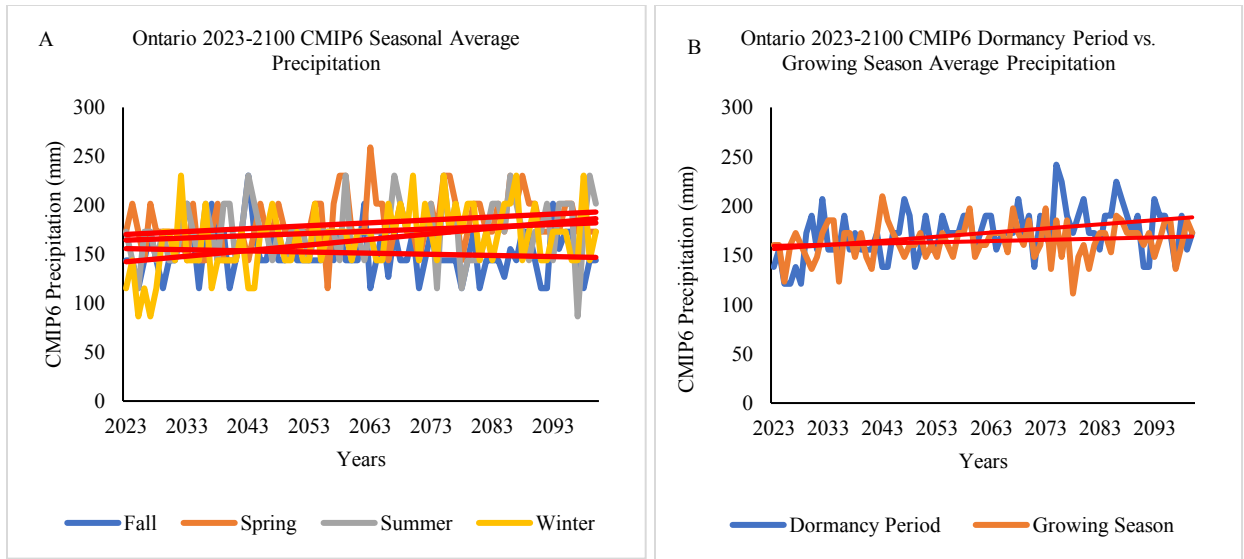 A
Ontario 2023-2100 CMIP6 Seasonal Average
Precipitation
CMIP6 Precipitation (mm)
300
250
200
150
100
50
0
2023 2033 2043 2053 2063 2073 2083 2093
Years
Fall Spring Summer Winter
B
Ontario 2023-2100 CMIP6 Dormancy Period vs.
Growing Season Average Precipitation
CMIP6 Precipitation (mm)
300
250
200
150
100
50
0
2023 2033 2043 2053 2063 2073 2083 2093
Years
Dormancy Period Growing Season